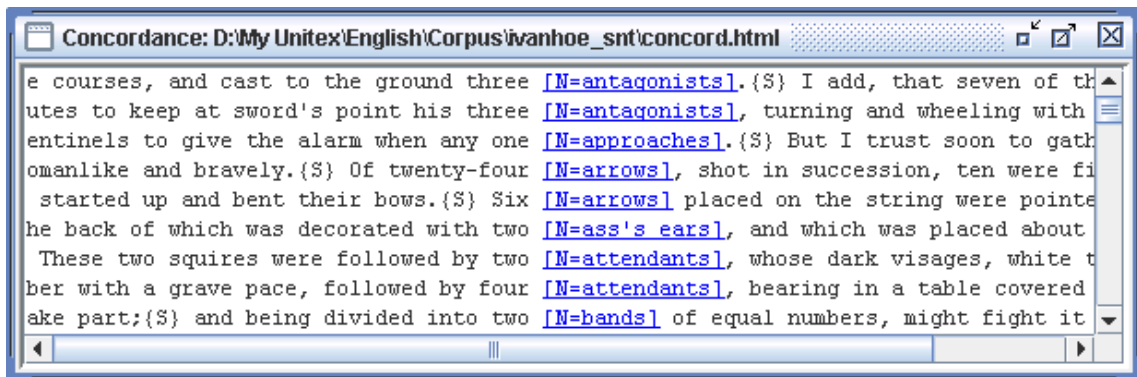 Concordance: D:\My Unitex\English\Corpus\ivanhoe_snt\concord.html
e courses, and cast to the ground three [N=antagonists].{S} I add, that seven of th
utes to keep at sword's point his three [N=antagonists], turning and wheeling with
entinels to give the alarm when any one [N=approaches].{S} But I trust soon to gath
omanlike and bravely.{S} Of twenty-four [N=arrows], shot in succession, ten were fi
started up and bent their bows.{S} Six [N=arrows] placed on the string were pointe
he back of which was decorated with two [N=ass's ears], and which was placed about
These two squires were followed by two [N=attendants], whose dark visages, white t
ber with a grave pace, followed by four [N=attendants], bearing in a table covered
ake part;{S} and being divided into two [N=bands] of equal numbers, might fight it